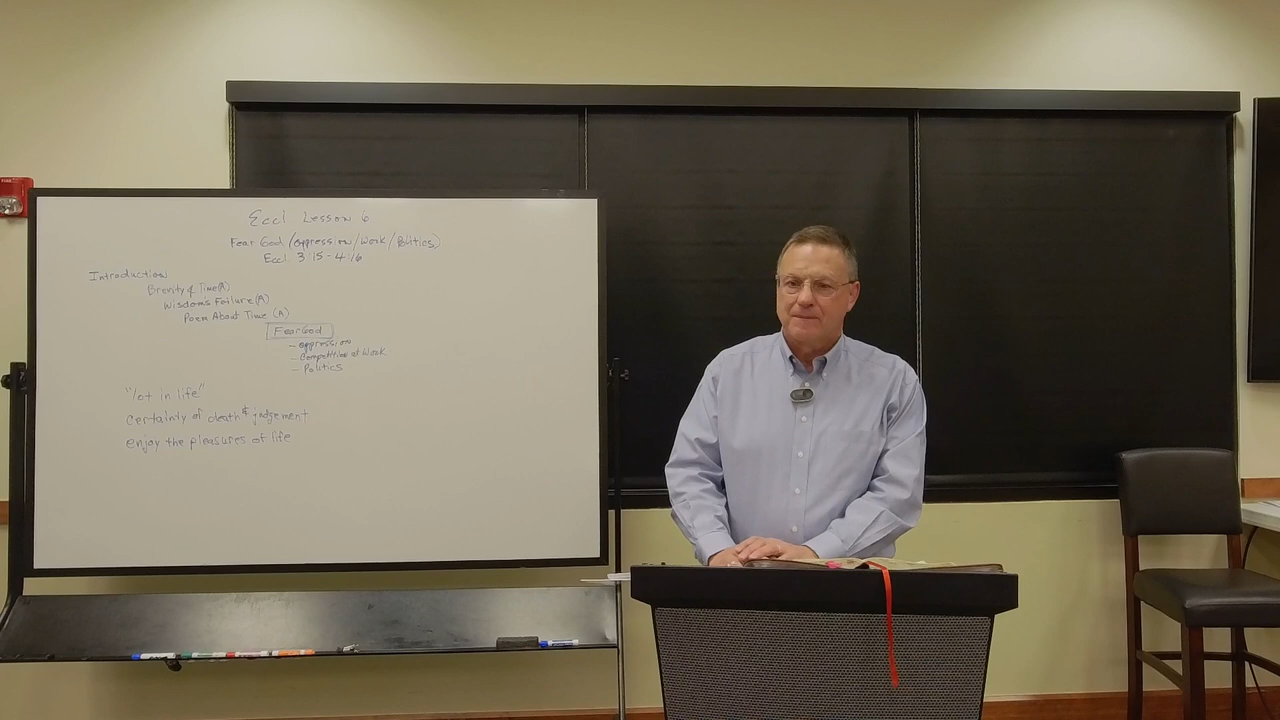 FIRE
Eccl Lesson 6
Fear God (oppression/Work/Politics)
Eccl 3:15-4:16
Introduction
Brevity of Time (A)
Wisdoms Failure (A)
Poem About Time (A)
Fear God
- oppression
- Competition at Work
- Politics
"lot in life"
Certainty of death & judgement
enjoy the pleasures of life